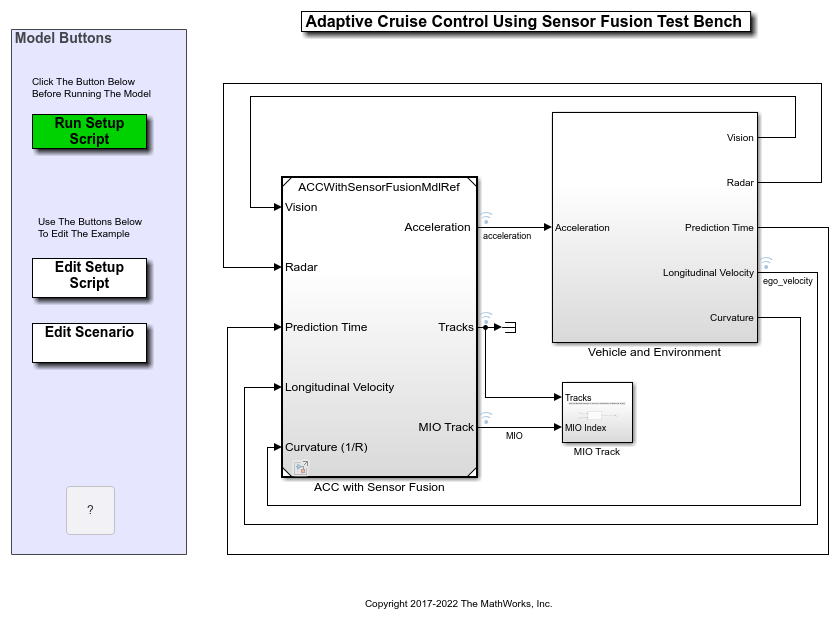 Adaptive Cruise Control Using Sensor Fusion Test Bench
Model Buttons
Click The Button Below
Before Running The Model
Run Setup
Script
Use The Buttons Below
To Edit The Example
Edit Setup
Script
Edit Scenario
?
ACCWithSensorFusionMdlRef
Vision
Radar
Prediction Time
Longitudinal Velocity
Curvature (1/R)
Acceleration
Tracks
MIO Track
ACC with Sensor Fusion
acceleration
MIO
Acceleration
Vision
Radar
Prediction Time
Longitudinal Velocity
Curvature
Vehicle and Environment
ego_velocity
Tracks
MIO Index
MIO Track
Copyright 2017-2022 The MathWorks, Inc.